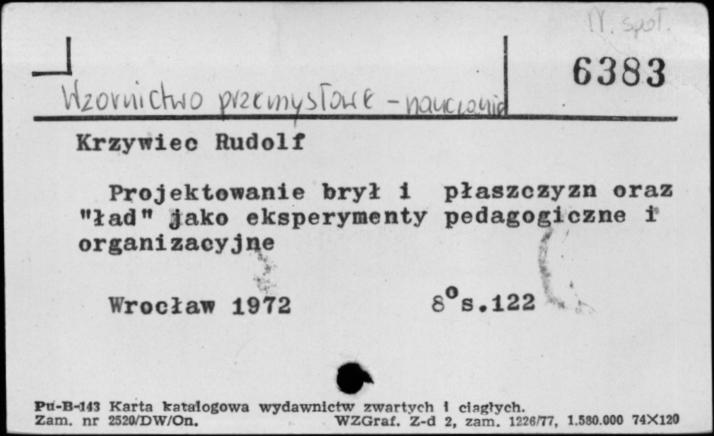 N. społ.
6383
Wzornictwo przemysłowe - nauczanie
Krzywiec Rudolf
Projektowanie brył i płaszczyzn oraz
"ład" jako eksperymenty pedagogiczne i
organizacyjne
Wrocław 1972 8° s.122
Pu-B-143 Karta katalogowa wydawnictw zwartych i ciągłych.
Zam. nr 2520/DW/On. WZGraf. Z-d 2, zam. 1226/77, 1.580.000 74X120